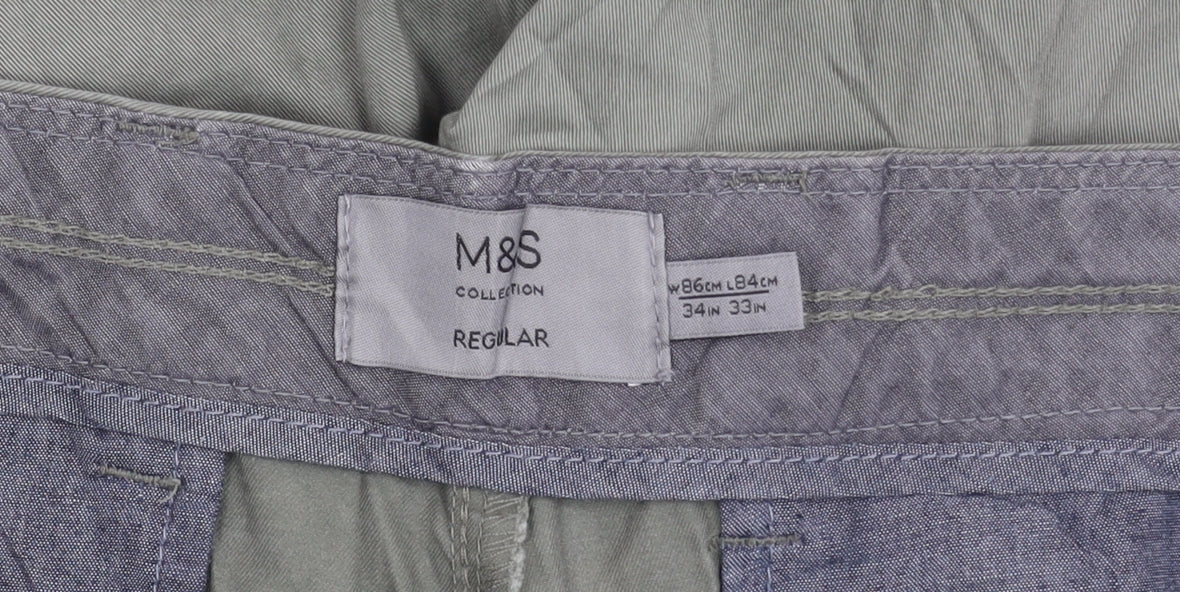 M&S
COLLECTION
REGULAR
W86CM L84CM
34IN 33IN